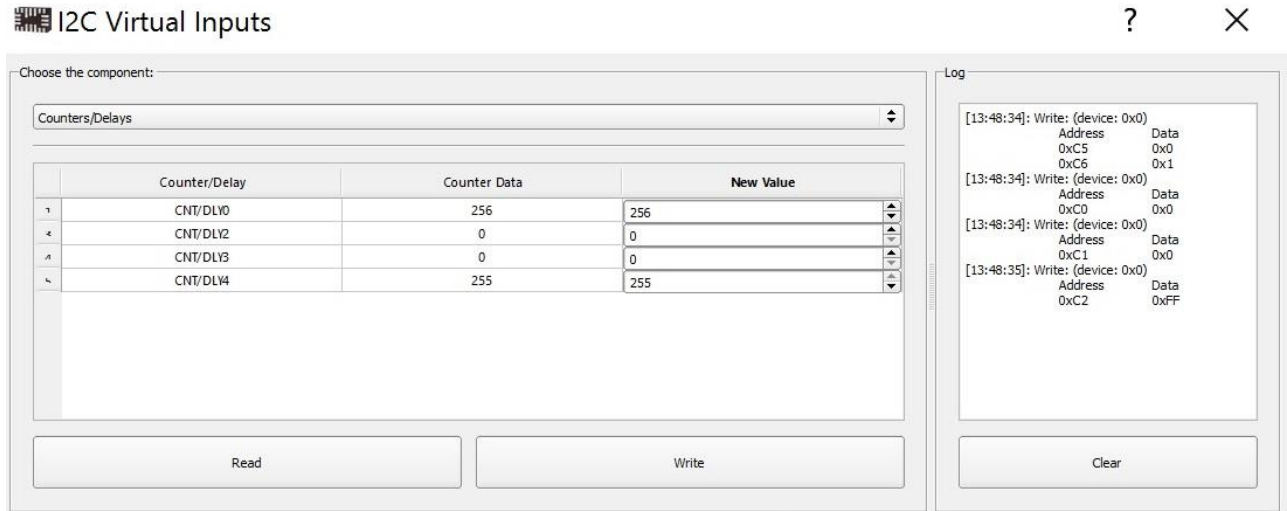 I2C Virtual Inputs ? X
Choose the component:
Counters/Delays
Counter/Delay Counter Data New Value
CNT/DLY0 256 256
CNT/DLY2 0 0
CNT/DLY3 0 0
CNT/DLY4 255 255
Read Write
Log
[13:48:34]: Write: (device: 0x0)
Address Data
0xC5 0x0
0xC6 0x1
[13:48:34]: Write: (device: 0x0)
Address Data
0xC0 0x0
[13:48:34]: Write: (device: 0x0)
Address Data
0xC1 0x0
[13:48:35]: Write: (device: 0x0)
Address Data
0xC2 0xFF
Clear